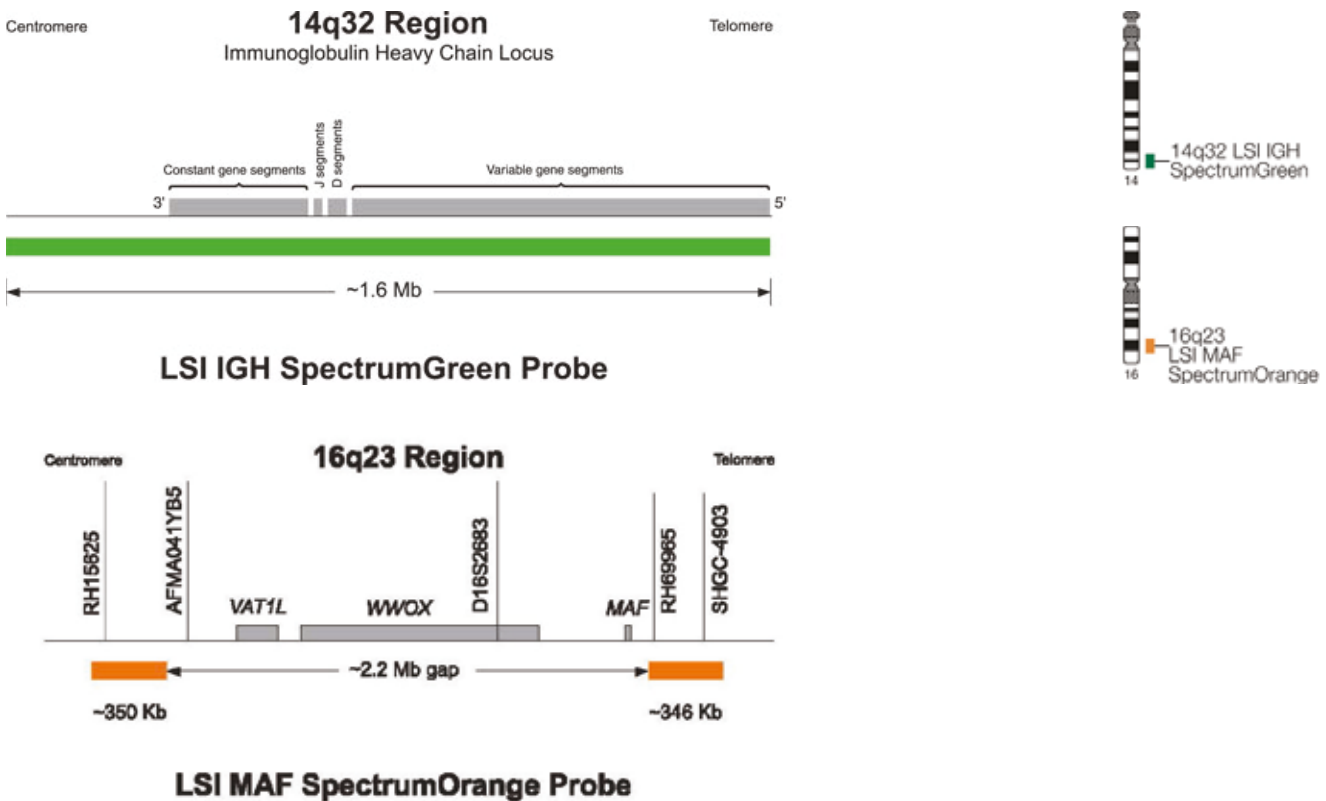 Centromere
14q32 Region
Telomere
Immunoglobulin Heavy Chain Locus
Constant gene segments
J segments
D segments
Variable gene segments
3'
5'
~1.6 Mb
LSI IGH SpectrumGreen Probe
14q32 LSI IGH
SpectrumGreen
14
16q23
LSI MAF
SpectrumOrange
16
Centromere
16q23 Region
Telomere
RH15625
AFMA041YB5
VAT1L
WWOX
D16S2683
MAF
RH69965
SHGC-4903
~2.2 Mb gap
~350 Kb
~346 Kb
LSI MAF SpectrumOrange Probe